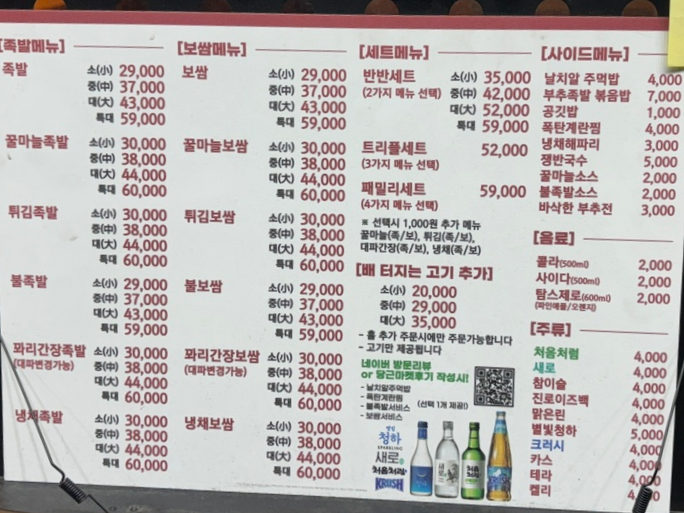 [족발메뉴]
족발 소(小) 29,000
중(中) 37,000
대(大) 43,000
특대 59,000
꿀마늘족발 소(小) 30,000
중(中) 38,000
대(大) 44,000
특대 60,000
튀김족발 소(小) 30,000
중(中) 38,000
대(大) 44,000
특대 60,000
불족발 소(小) 29,000
중(中) 37,000
대(大) 43,000
특대 59,000
꽈리간장족발 소(小) 30,000
(대파변경가능) 중(中) 38,000
대(大) 44,000
특대 60,000
냉채족발 소(小) 30,000
중(中) 38,000
대(大) 44,000
특대 60,000
[보쌈메뉴]
보쌈 소(小) 29,000
중(中) 37,000
대(大) 43,000
특대 59,000
꿀마늘보쌈 소(小) 30,000
중(中) 38,000
대(大) 44,000
특대 60,000
튀김보쌈 소(小) 30,000
중(中) 38,000
대(大) 44,000
특대 60,000
불보쌈 소(小) 29,000
중(中) 37,000
대(大) 43,000
특대 59,000
꽈리간장보쌈 소(小) 30,000
(대파변경가능) 중(中) 38,000
대(大) 44,000
특대 60,000
냉채보쌈 소(小) 30,000
중(中) 38,000
대(大) 44,000
특대 60,000
[세트메뉴]
반반세트 소(小) 35,000
(2가지 메뉴 선택) 중(中) 42,000
대(大) 52,000
특대 59,000
트리플세트 52,000
(3가지 메뉴 선택)
패밀리세트 59,000
(4가지 메뉴 선택)
※ 선택시 1,000원 추가 메뉴
꿀마늘(족/보), 튀김(족/보),
대파간장(족/보), 냉채(족/보)
[배 터지는 고기 추가]
소(小) 20,000
중(中) 29,000
대(大) 35,000
- 홀 추가 주문시에만 주문가능합니다
- 고기만 제공됩니다
네이버 방문리뷰
or 당근마켓후기 작성시!
- 날치알주먹밥
- 폭탄계란찜
- 불족발서비스 (선택 1개 제공!)
- 보쌈서비스
별빛
청하
SPARKLING
새로
처음처럼
KRUSH
[사이드메뉴]
날치알 주먹밥 4,000
부추족발 볶음밥 7,000
공깃밥 1,000
폭탄계란찜 4,000
냉채해파리 3,000
쟁반국수 5,000
꿀마늘소스 2,000
불족발소스 2,000
바삭한 부추전 3,000
[음료]
콜라(500ml) 2,000
사이다(500ml) 2,000
탐스제로(600ml) 2,000
(파인애플/오렌지)
[주류]
처음처럼 4,000
새로 4,000
참이슬 4,000
진로이즈백 4,000
맑은린 4,000
별빛청하 5,000
크러시 4,000
카스 4,000
테라 4,000
켈리